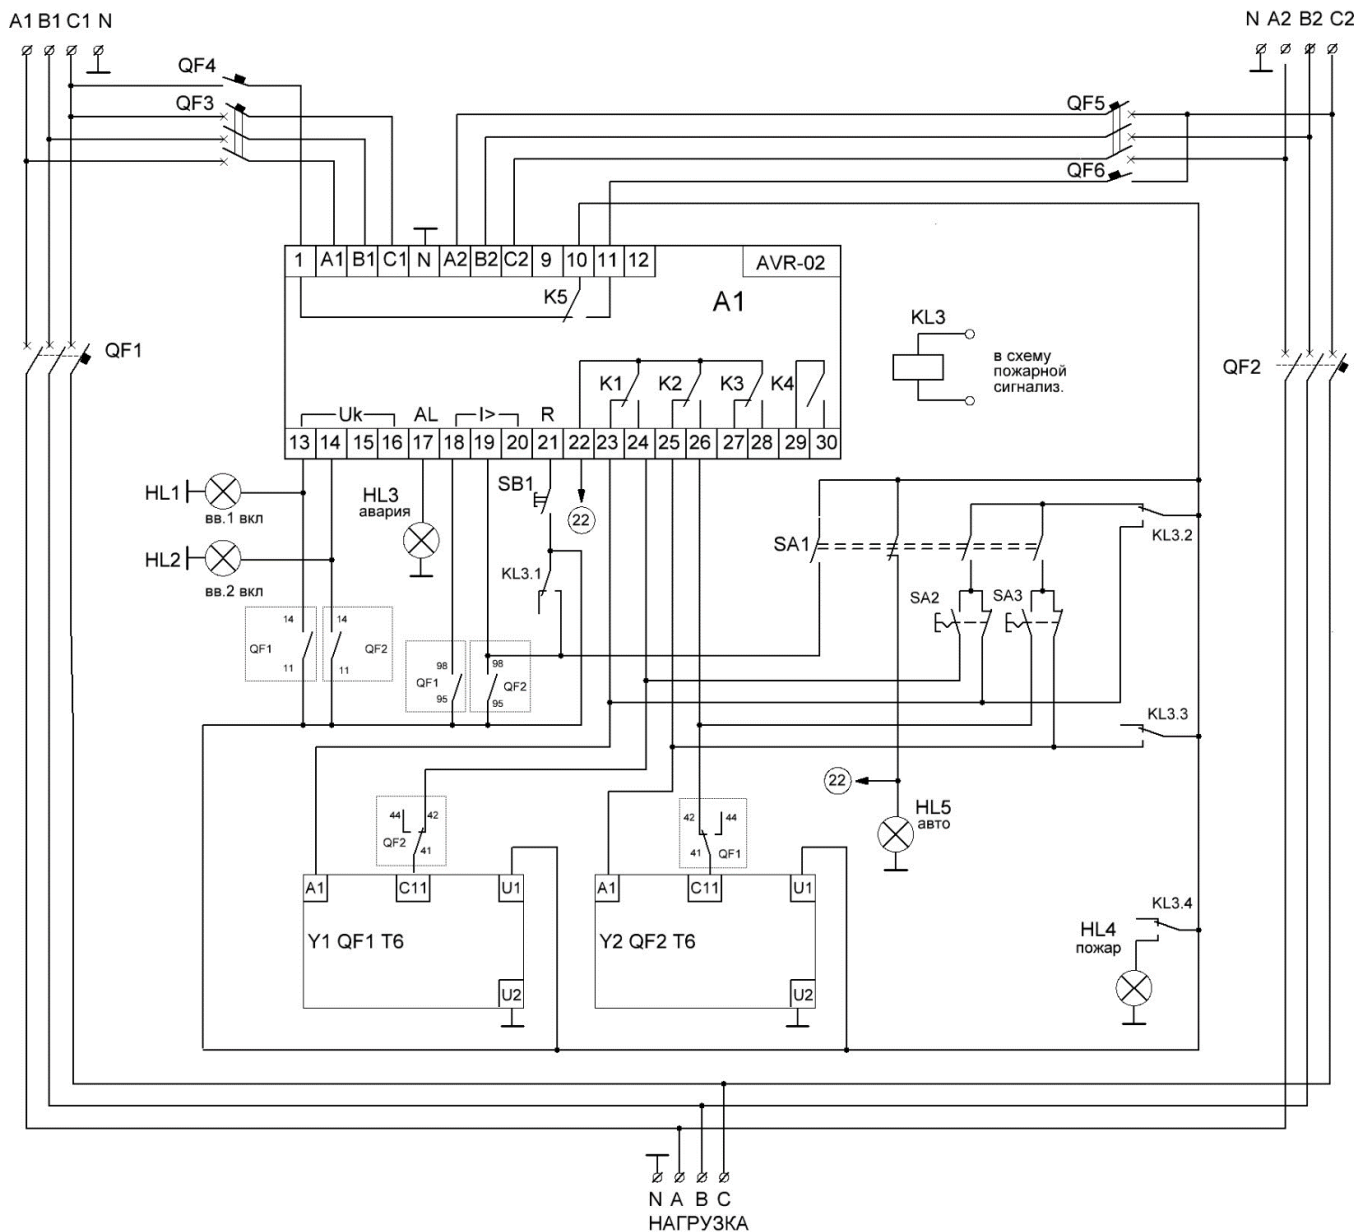 A1 B1 C1 N
N A2 B2 C2
QF4
QF3
QF5
QF6
1 A1 B1 C1 N A2 B2 C2 9 10 11 12
AVR-02
K5
A1
QF1
KL3
в схему
пожарной
сигнализ.
QF2
K1 K2 K3 K4
Uk AL I> R
13 14 15 16 17 18 19 20 21 22 23 24 25 26 27 28 29 30
HL1
вв.1 вкл
HL2
вв.2 вкл
HL3
авария
SB1
22
SA1
KL3.2
KL3.1
SA2 SA3
14
QF1
11
14
QF2
11
98
QF1
95
98
QF2
95
KL3.3
22
HL5
авто
44 42
QF2
41
42 44
41 QF1
A1 C11 U1
Y1 QF1 T6
U2
A1 C11 U1
Y2 QF2 T6
U2
KL3.4
HL4
пожар
N A B C
НАГРУЗКА